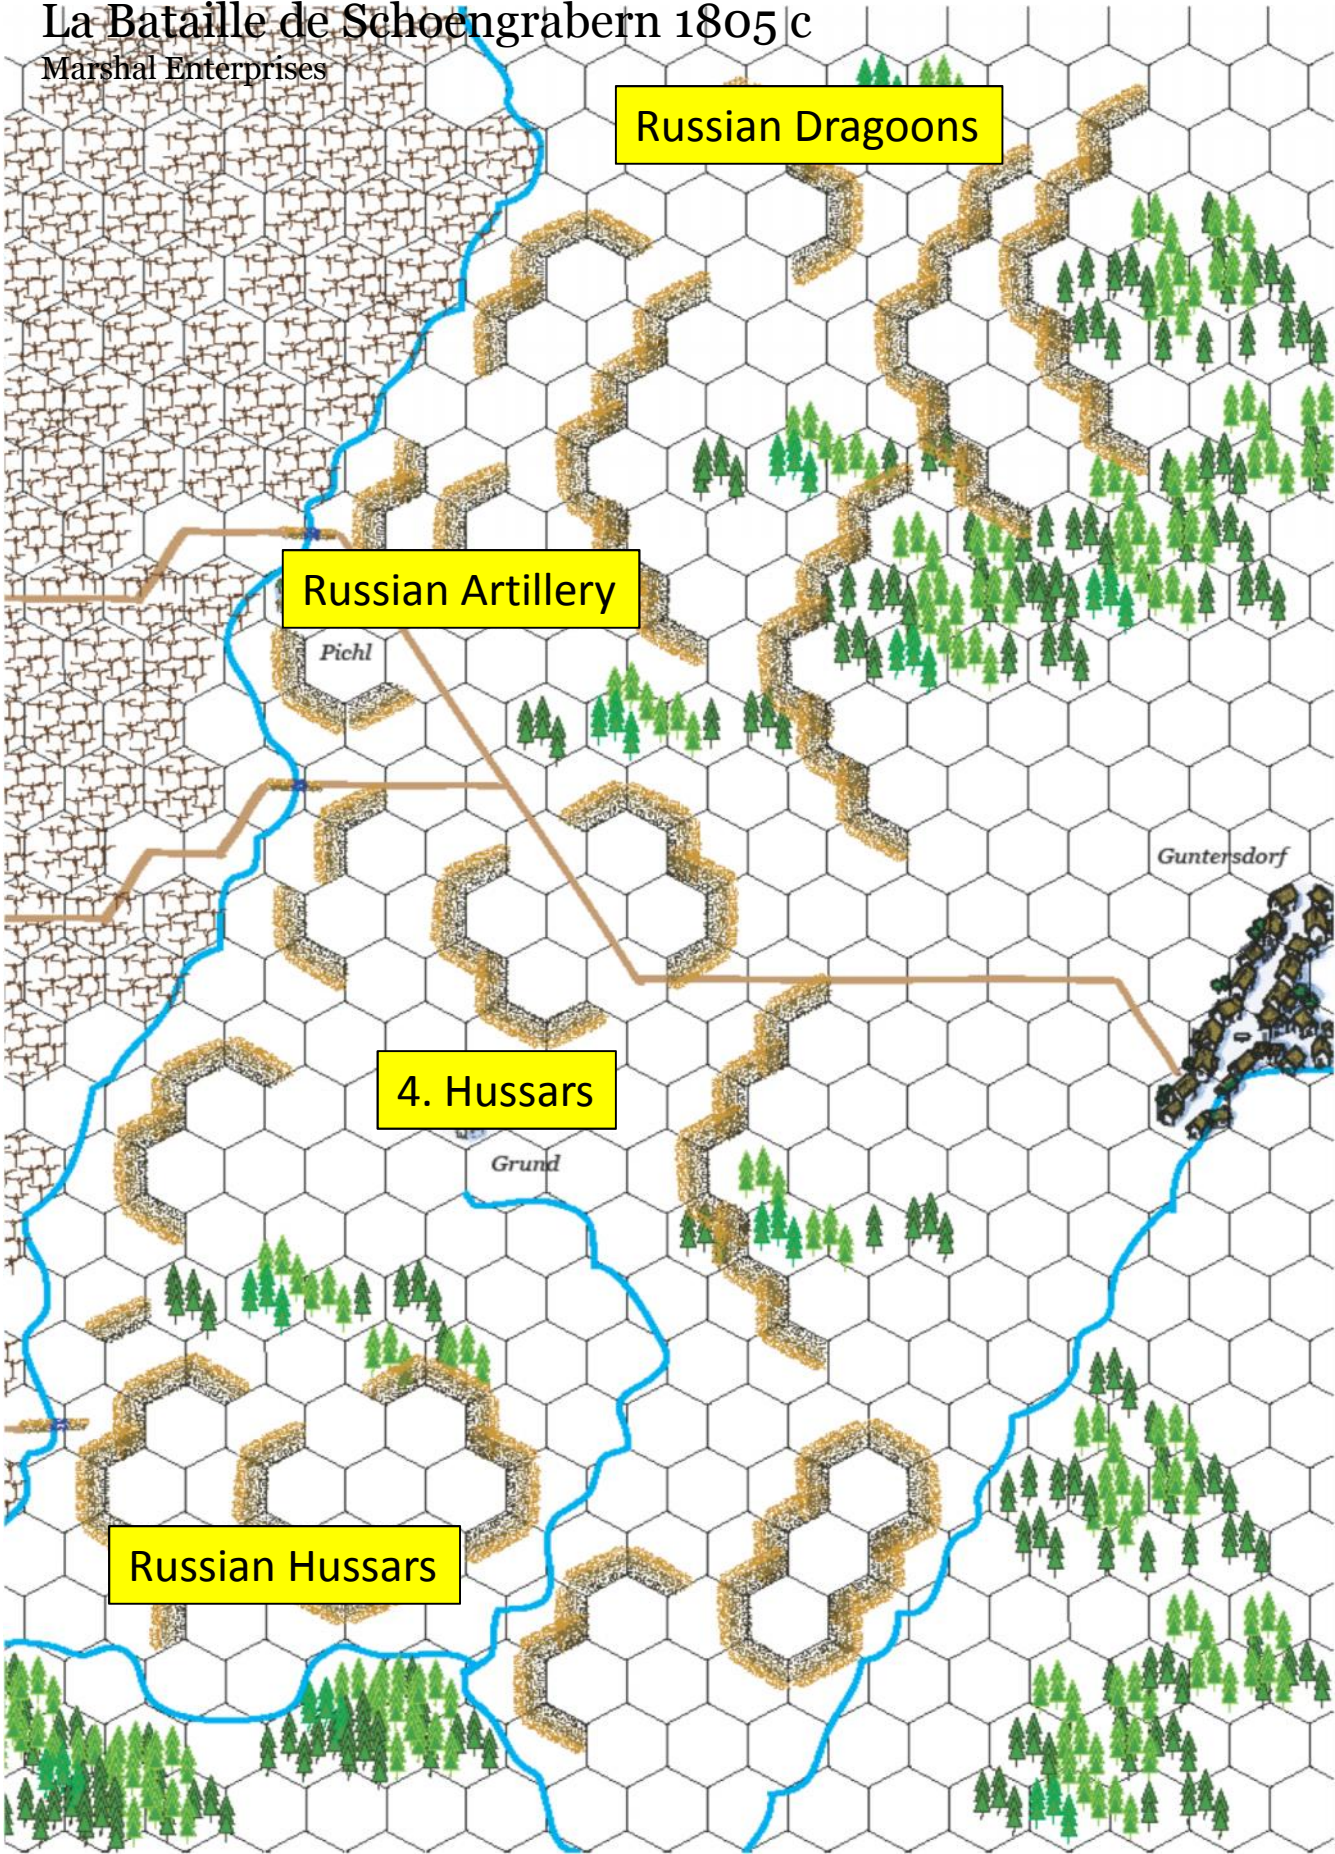 La Bataille de Schoengrabern 1805 c
Marshal Enterprises
Russian Dragoons
Russian Artillery
Pichl
Guntersdorf
4. Hussars
Grund
Russian Hussars